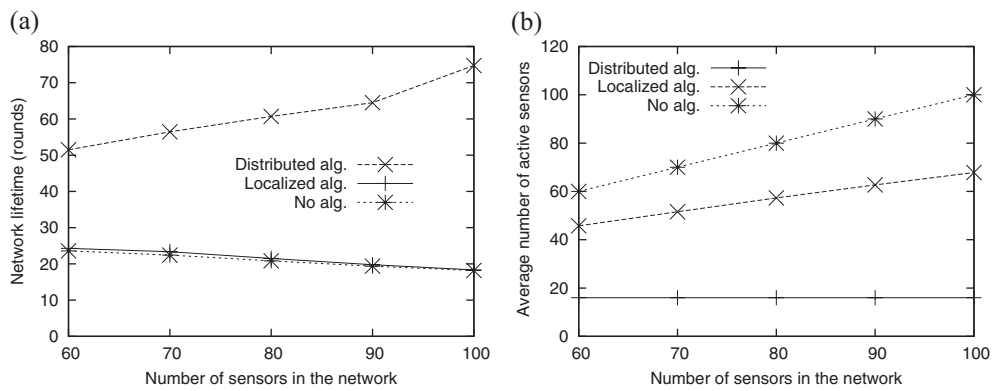 (a)
80
70
60
50
40
30
20
10
0
Network lifetime (rounds)
Distributed alg.
Localized alg.
No alg.
60 70 80 90 100
Number of sensors in the network
(b)
120
100
80
60
40
20
0
Average number of active sensors
Distributed alg.
Localized alg.
No alg.
60 70 80 90 100
Number of sensors in the network